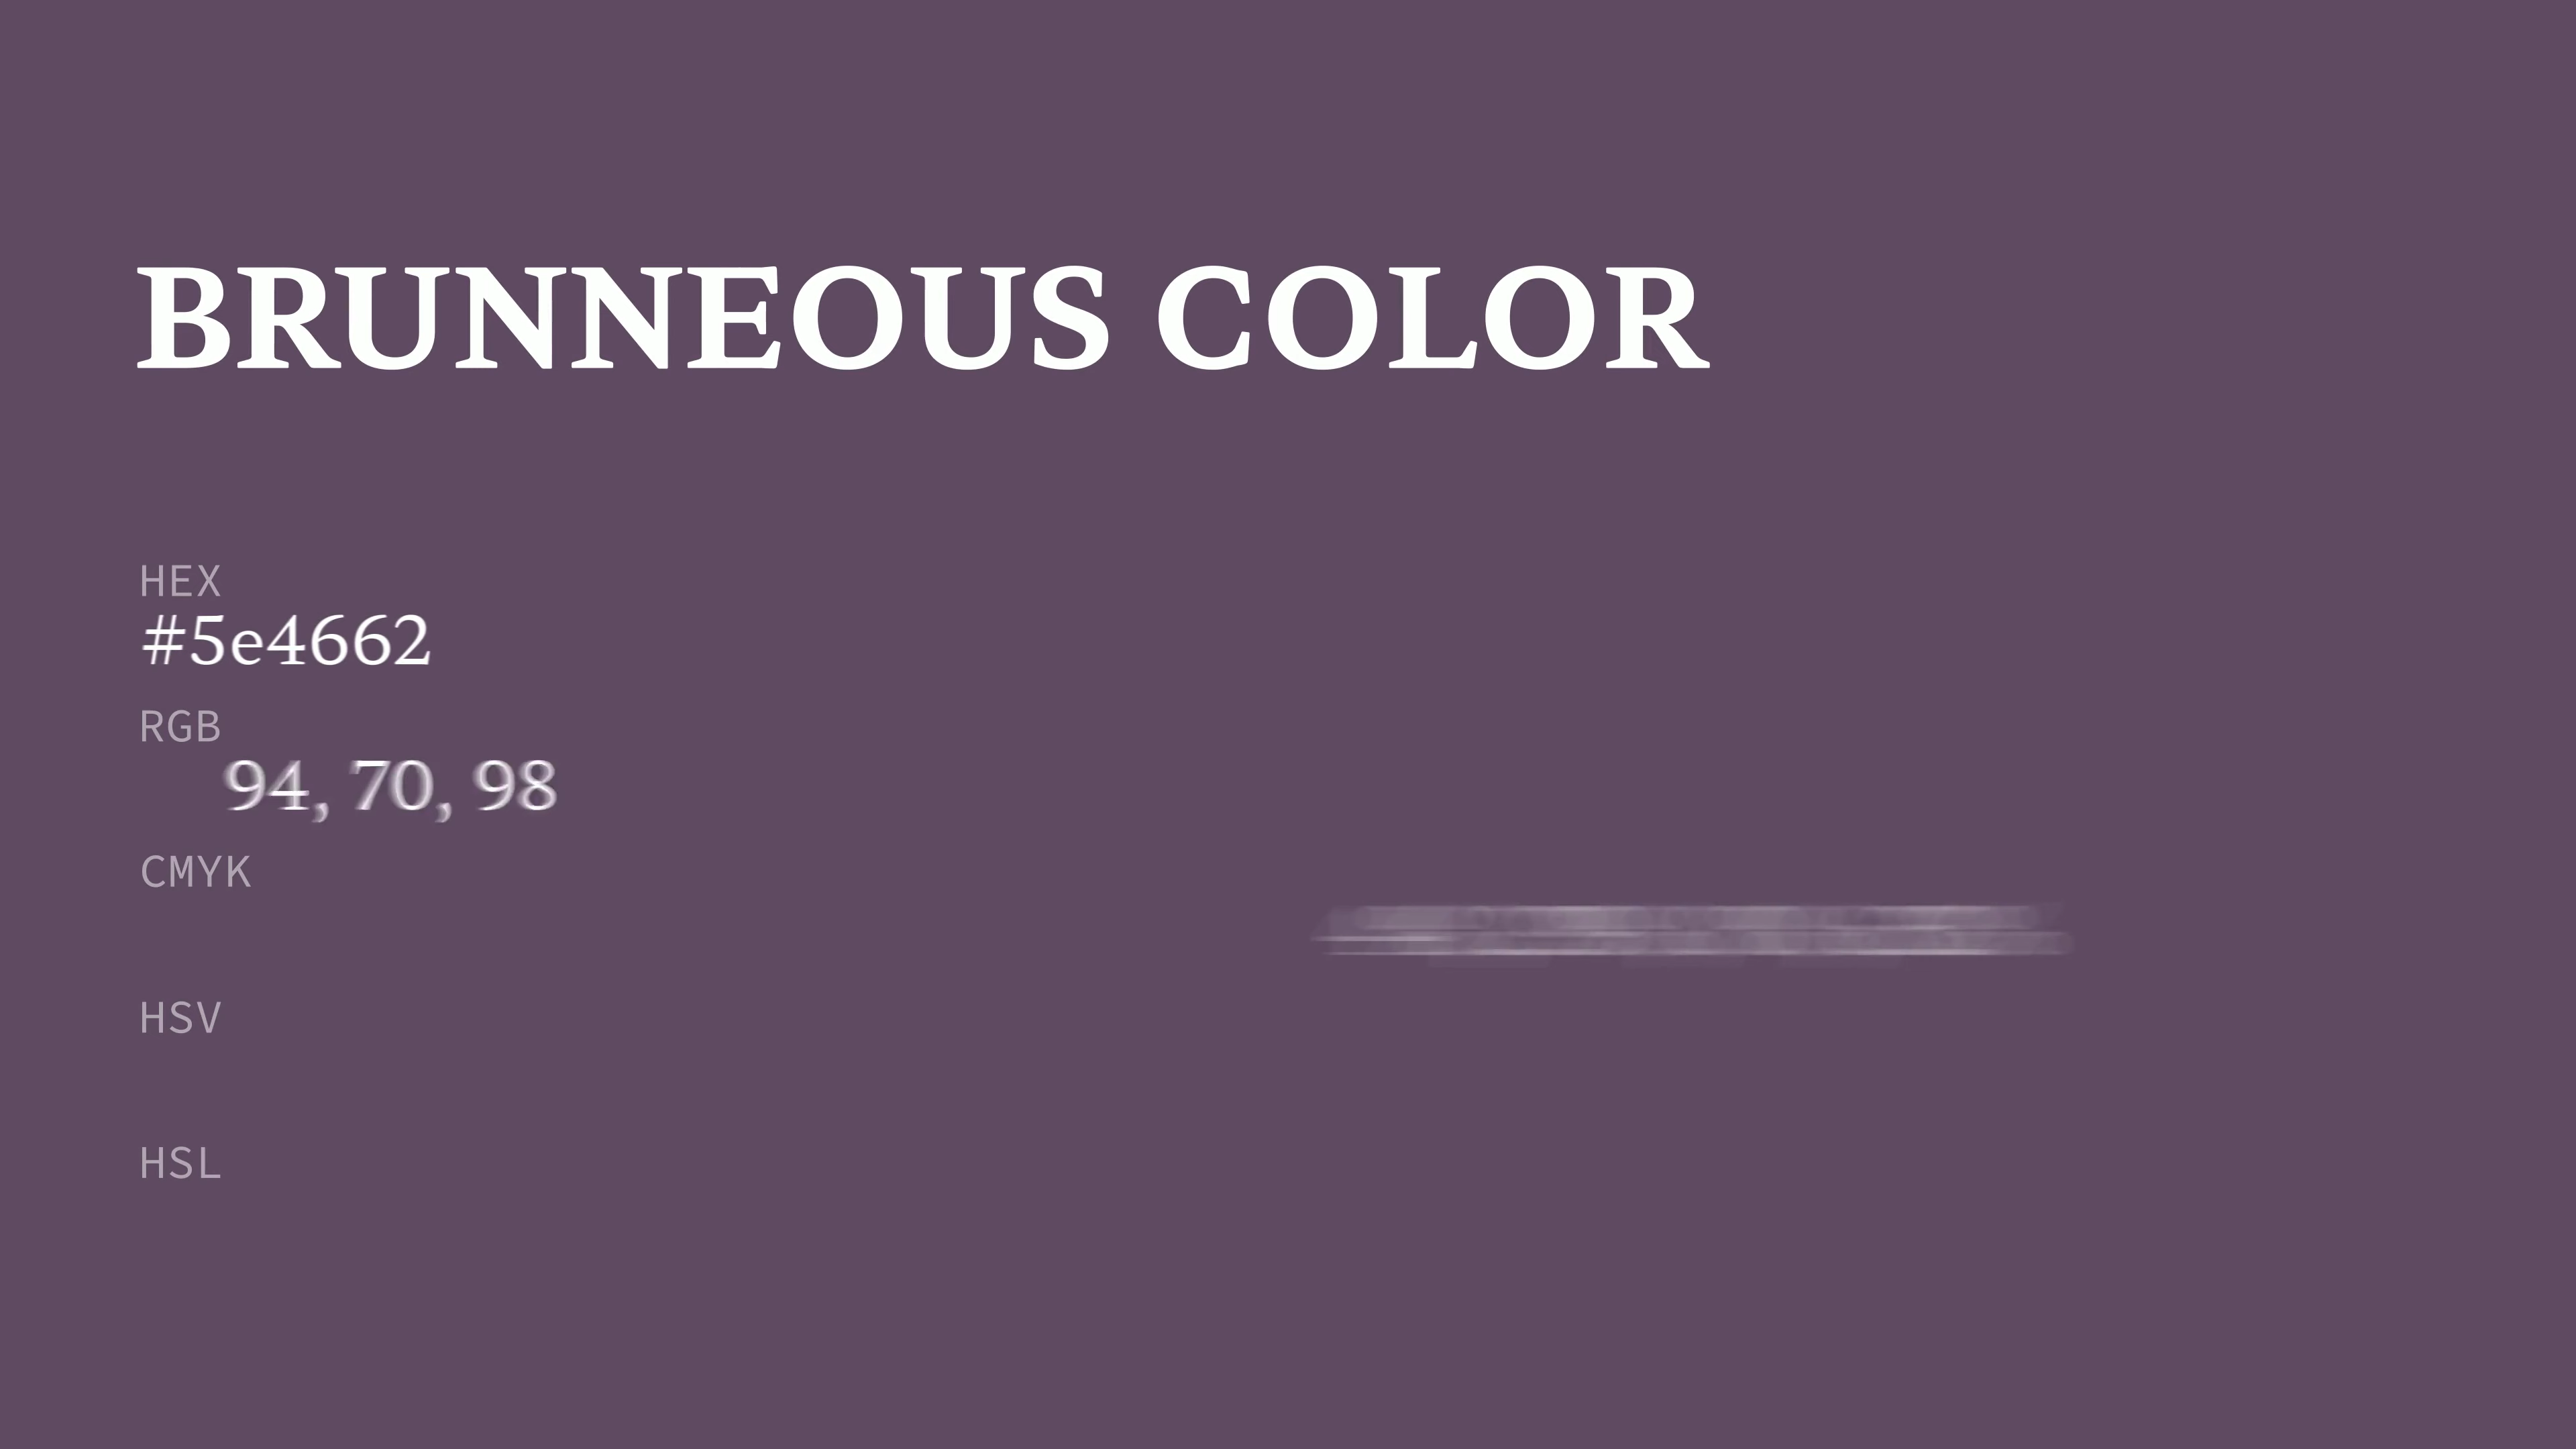 BRUNNEOUS COLOR
HEX
#5e4662
RGB
94, 70, 98
CMYK
HSV
HSL